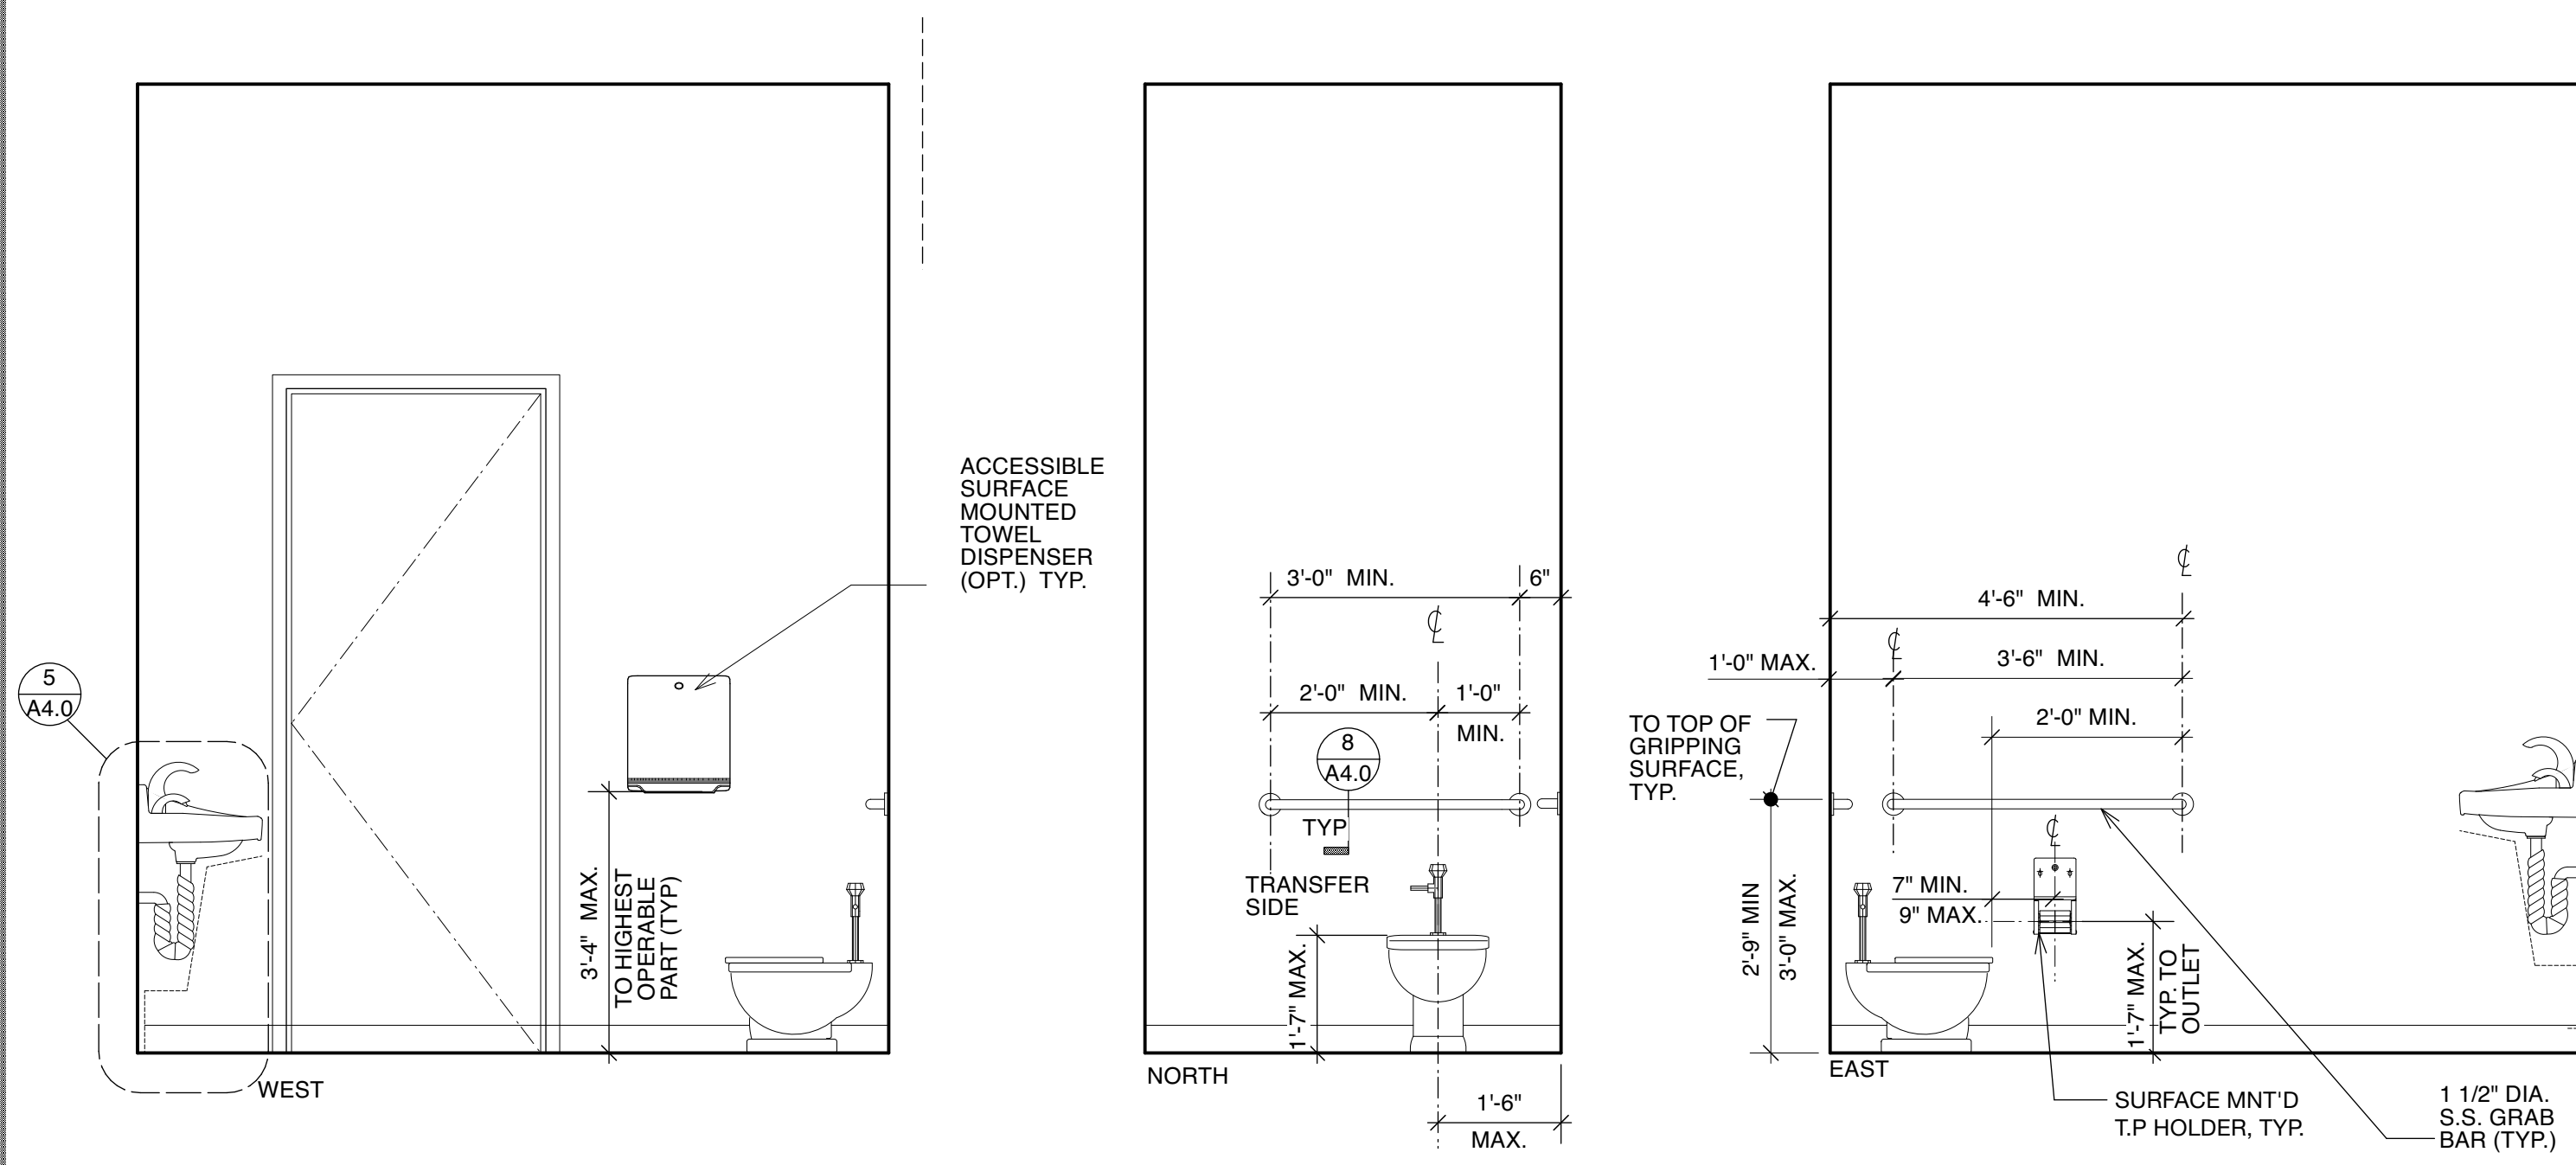 5
A4.0
3'-4" MAX.
TO HIGHEST
OPERABLE
PART (TYP)
WEST
ACCESSIBLE
SURFACE
MOUNTED
TOWEL
DISPENSER
(OPT.) TYP.
3'-0" MIN.
6"
℄
2'-0" MIN.
1'-0"
MIN.
8
A4.0
TYP
TRANSFER
SIDE
1'-7" MAX.
NORTH
1'-6"
MAX.
℄
4'-6" MIN.
℄
1'-0" MAX.
3'-6" MIN.
2'-0" MIN.
TO TOP OF
GRIPPING
SURFACE,
TYP.
℄
7" MIN.
9" MAX.
2'-9" MIN
3'-0" MAX.
1'-7" MAX.
TYP. TO
OUTLET
EAST
SURFACE MNT'D
T.P HOLDER, TYP.
1 1/2" DIA.
S.S. GRAB
BAR (TYP.)